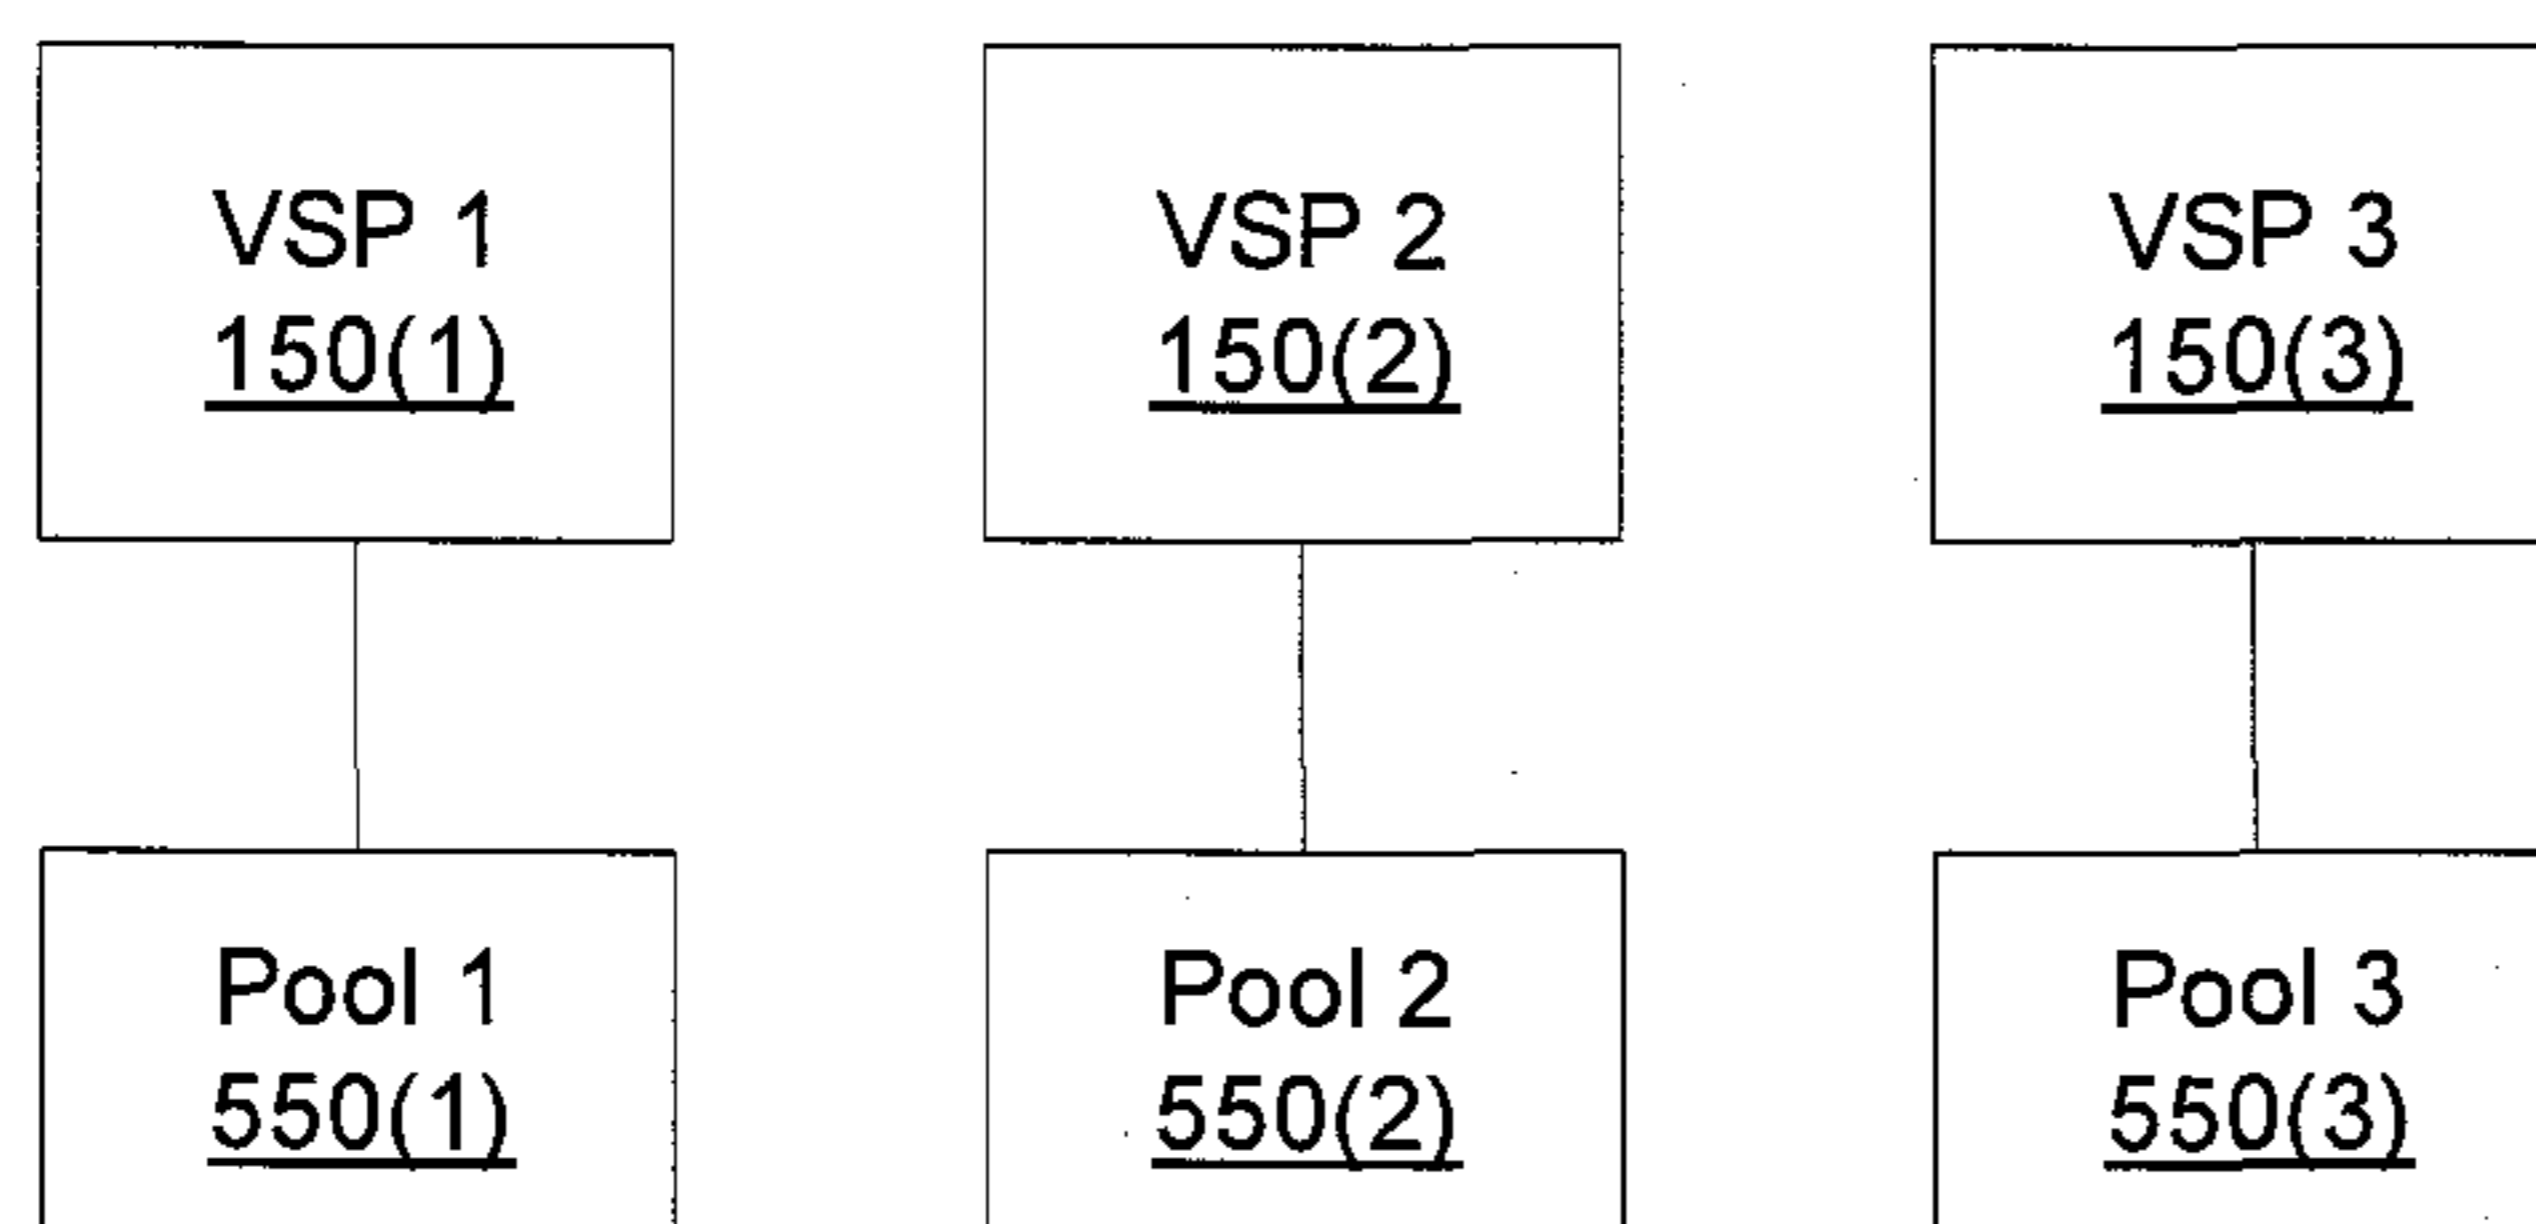 VSP 1
150(1)
VSP 2
150(2)
VSP 3
150(3)
Pool 1
550(1)
Pool 2
550(2)
Pool 3
550(3)